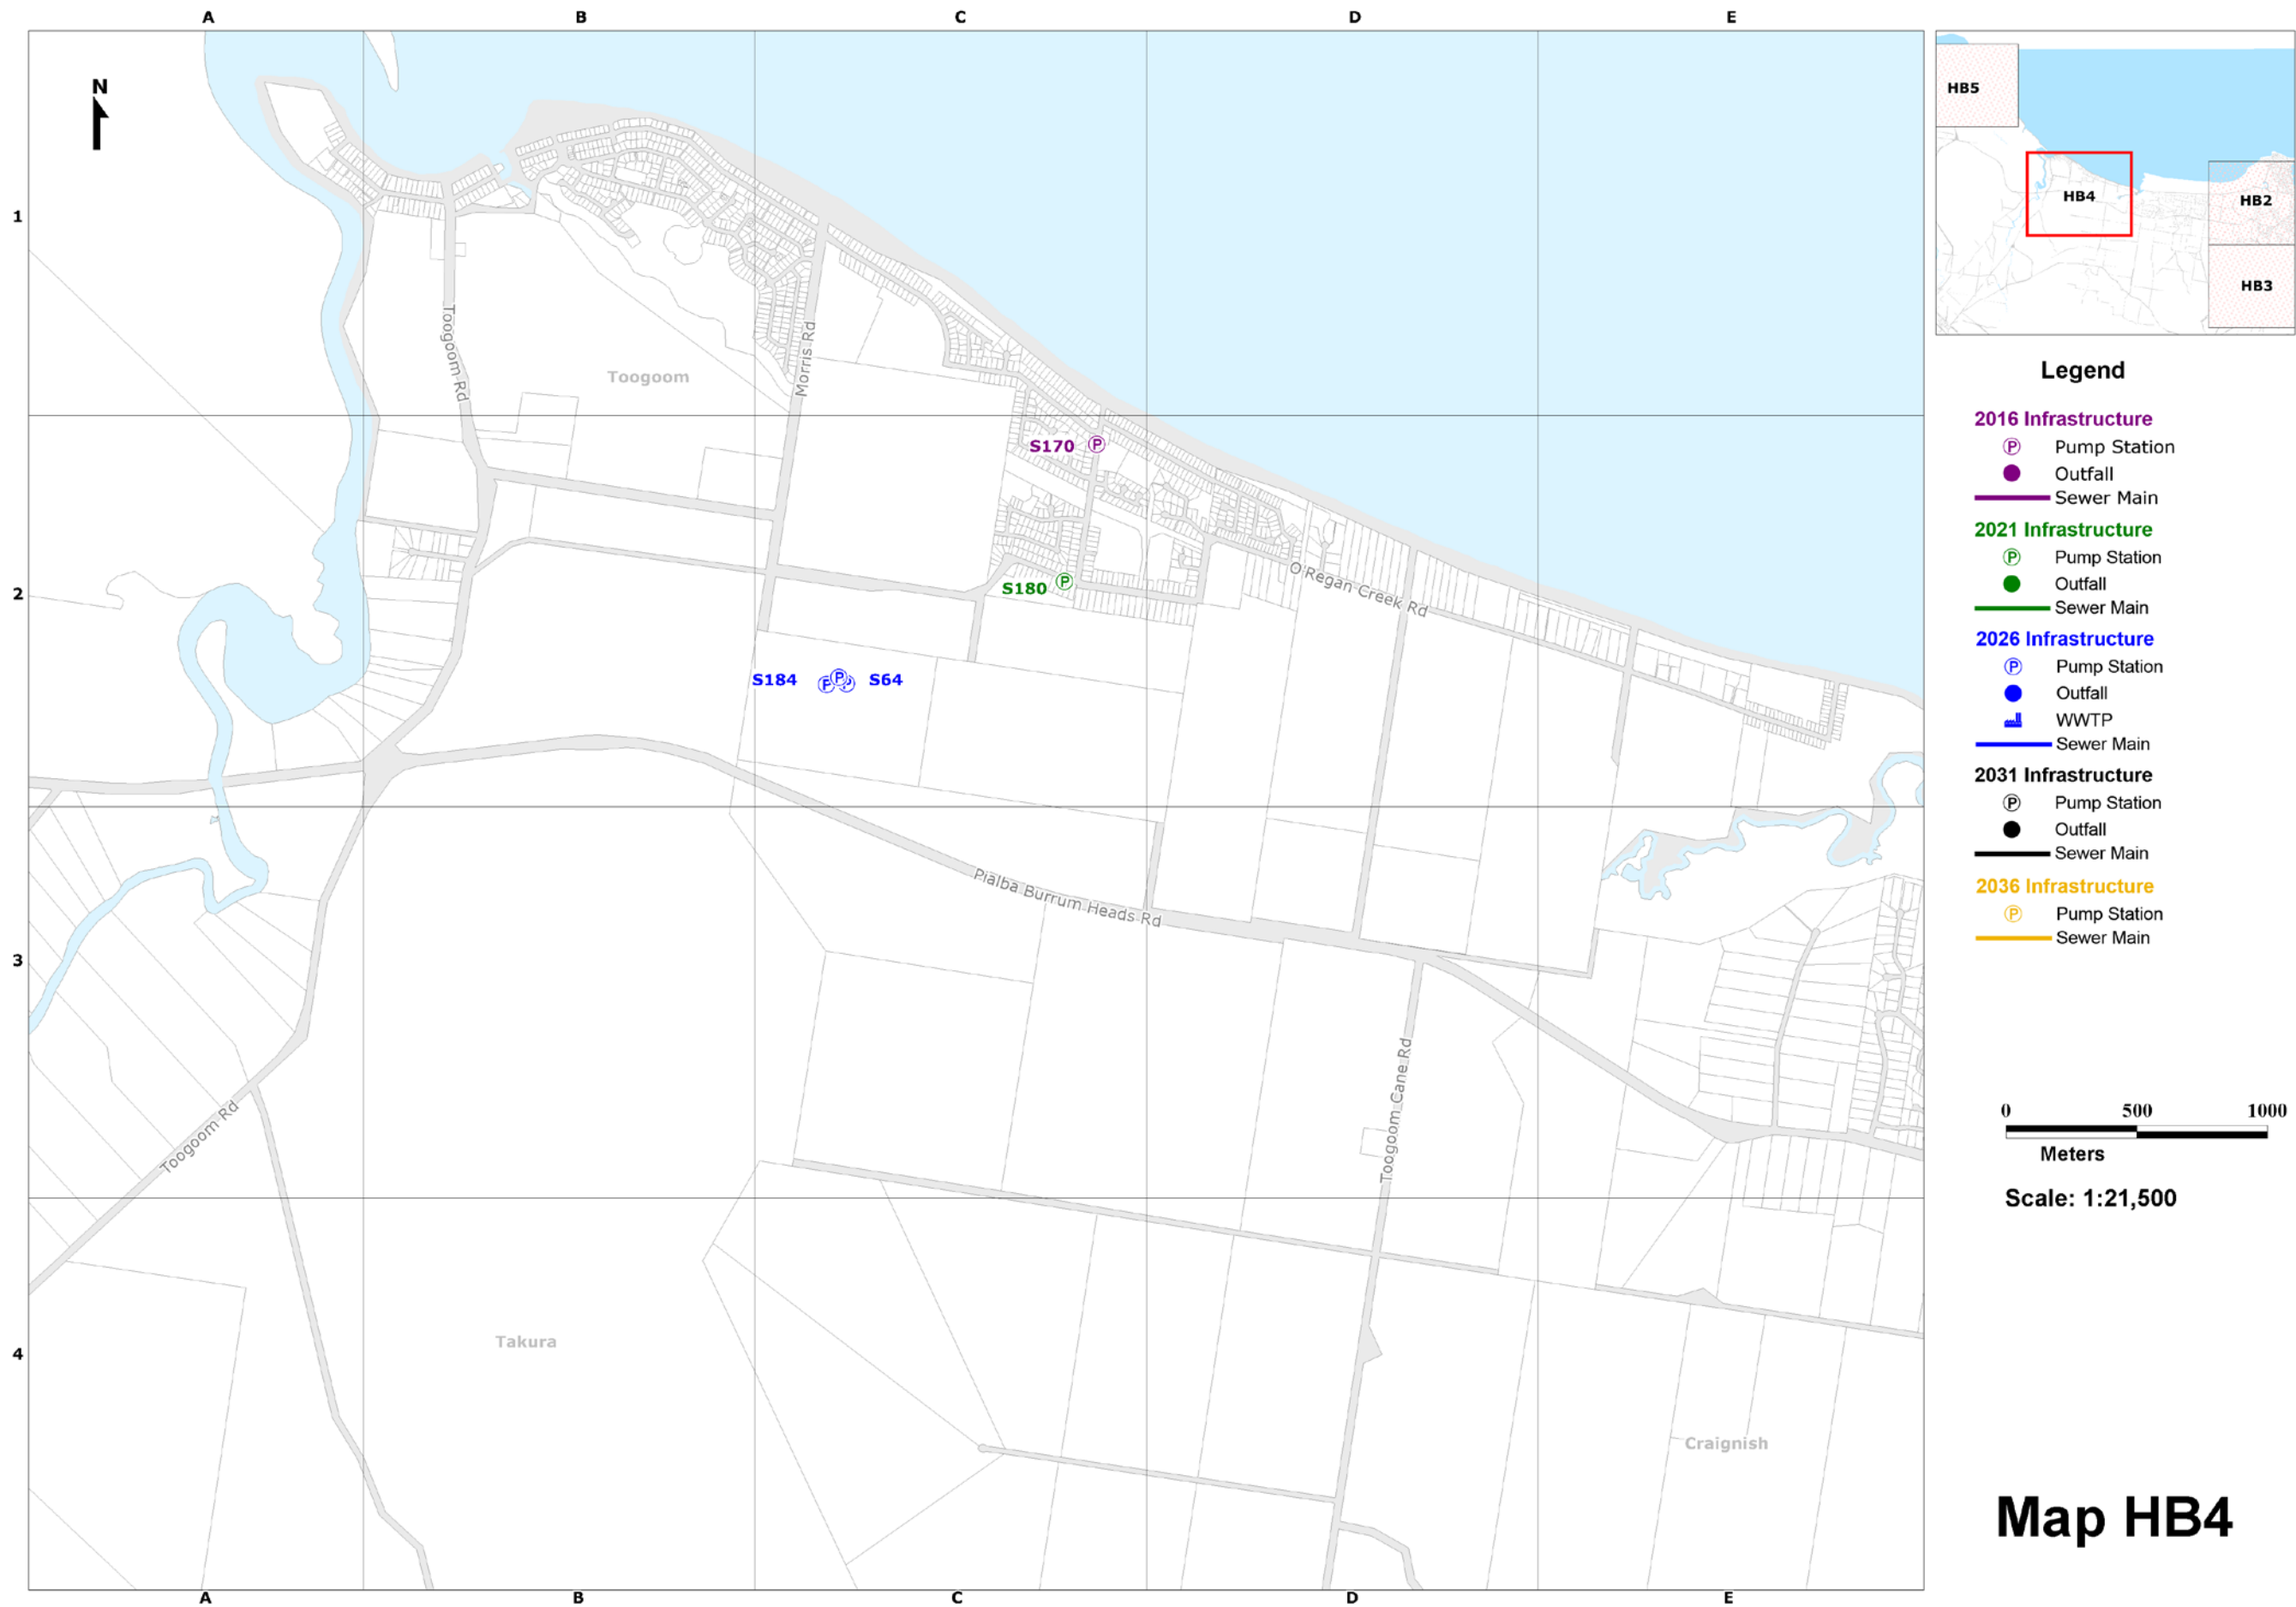 A B C D E
N
HB5
HB4
HB2
HB3
1
Toogoom Rd
Morris Rd
Toogoom
Legend
2016 Infrastructure
P Pump Station
Outfall
Sewer Main
2021 Infrastructure
P Pump Station
Outfall
Sewer Main
2026 Infrastructure
P Pump Station
Outfall
WWTP
Sewer Main
2031 Infrastructure
P Pump Station
Outfall
Sewer Main
2036 Infrastructure
P Pump Station
Sewer Main
S170 P
S180 P
O'Regan Creek Rd
2
S184 P P P S64
Pialba Burrum Heads Rd
3
Toogoom Cane Rd
Toogoom Rd
0 500 1000
Meters
Scale: 1:21,500
4
Takura
Craignish
Map HB4
A B C D E